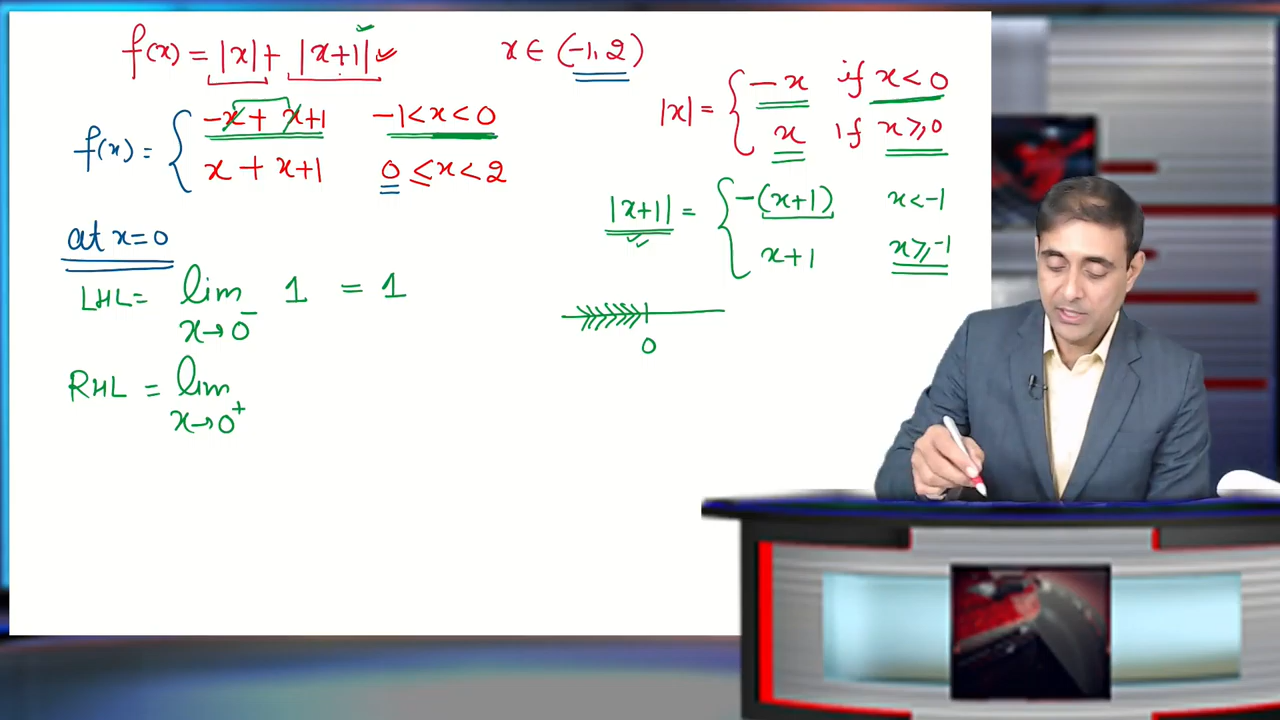 f(x) = |x| + |x+1| x ∈ (-1, 2)
f(x) = { -x + x+1 -1 < x < 0
x + x+1 0 ≤ x < 2
|x| = { -x if x < 0
x if x ≥ 0
|x+1| = { -(x+1) x < -1
x+1 x ≥ -1
at x=0
LHL = lim 1 = 1
x→0⁻
0
RHL = lim
x→0⁺